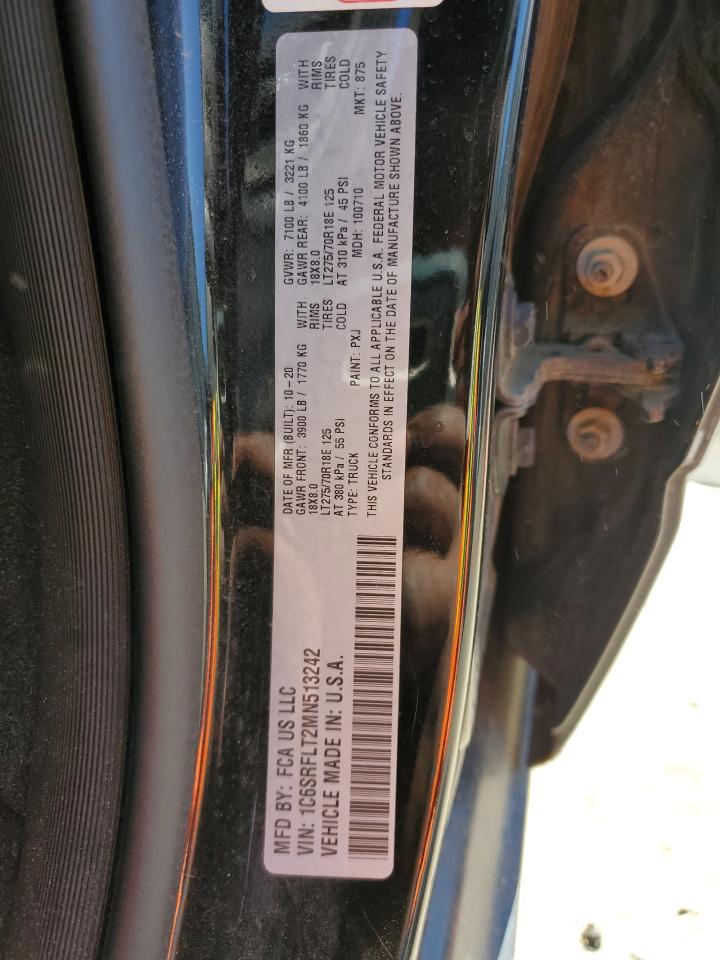 MFD BY: FCA US LLC
VIN: 1C6SRFLT2MN513242
VEHICLE MADE IN: U.S.A.
DATE OF MFR (BUILT): 10-20 GVWR: 7100 LB / 3221 KG
GAWR FRONT: 3900 LB / 1770 KG WITH GAWR REAR: 4100 LB / 1860 KG WITH
18X8.0 RIMS 18X8.0 RIMS
LT275/70R18E 125 TIRES LT275/70R18E 125 TIRES
AT 380 kPa / 55 PSI COLD AT 310 kPa / 45 PSI COLD
TYPE: TRUCK PAINT: PXJ MDH: 100710 MKT: 875
THIS VEHICLE CONFORMS TO ALL APPLICABLE U.S.A. FEDERAL MOTOR VEHICLE SAFETY
STANDARDS IN EFFECT ON THE DATE OF MANUFACTURE SHOWN ABOVE.